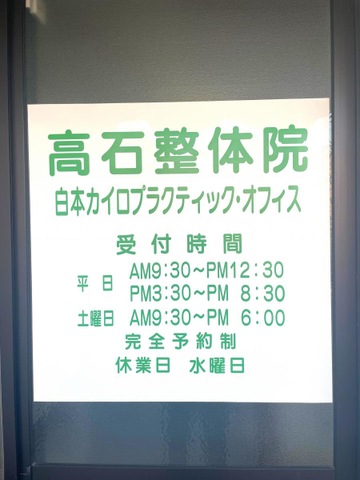 高石整体院
白本カイロプラクティック・オフィス
受付時間
平日 AM9:30～PM12:30
PM3:30～PM 8:30
土曜日 AM9:30～PM 6:00
完全予約制
休業日 水曜日